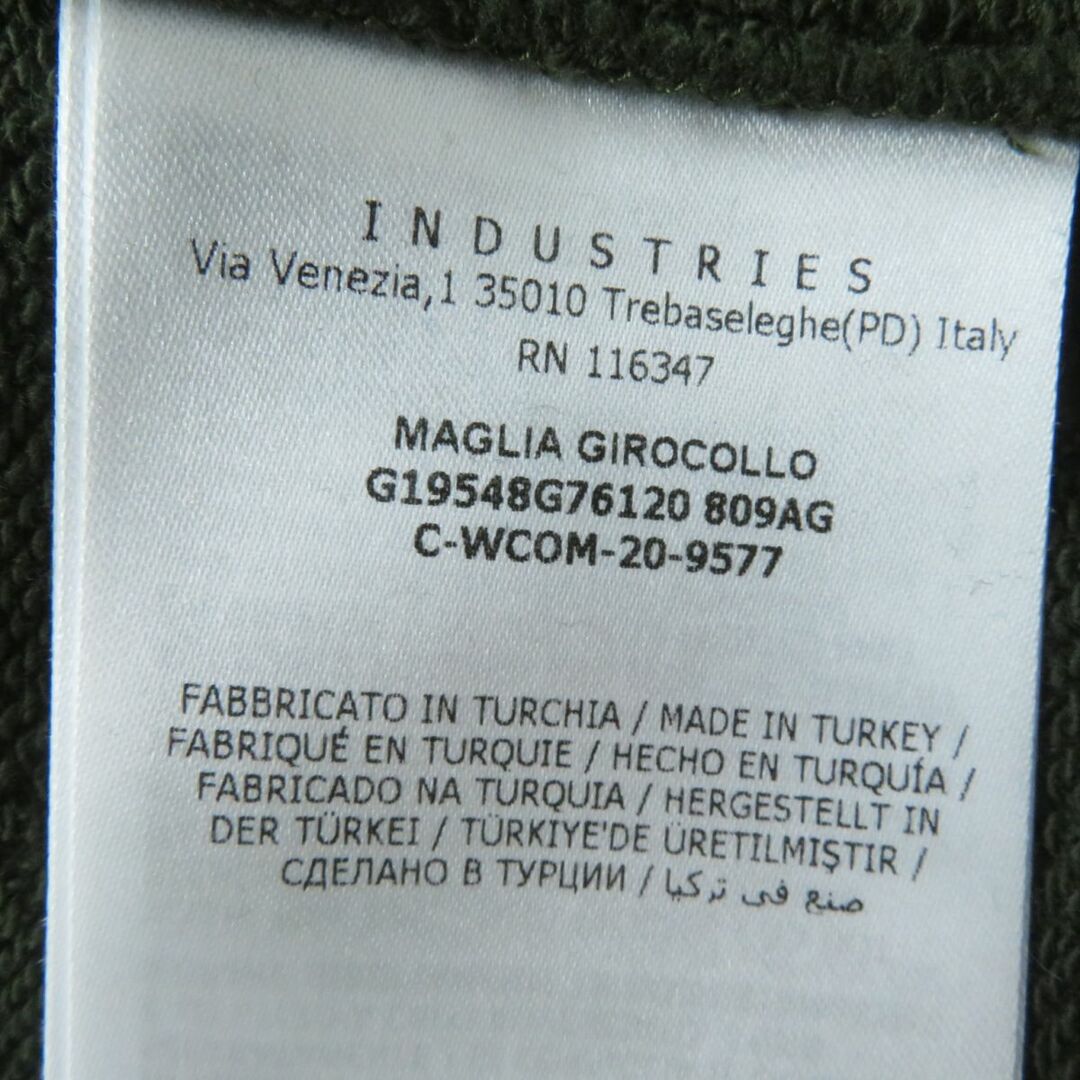 INDUSTRIES
Via Venezia,1 35010 Trebaseleghe(PD) Italy
RN 116347
MAGLIA GIROCOLLO
G19548G76120 809AG
C-WCOM-20-9577
FABBRICATO IN TURCHIA / MADE IN TURKEY /
FABRIQUÉ EN TURQUIE / HECHO EN TURQUÍA /
FABRICADO NA TURQUIA / HERGESTELLT IN
DER TÜRKEI / TÜRKIYE'DE ÜRETILMIŞTIR /
СДЕЛАНО В ТУРЦИИ / صنع في تركيا